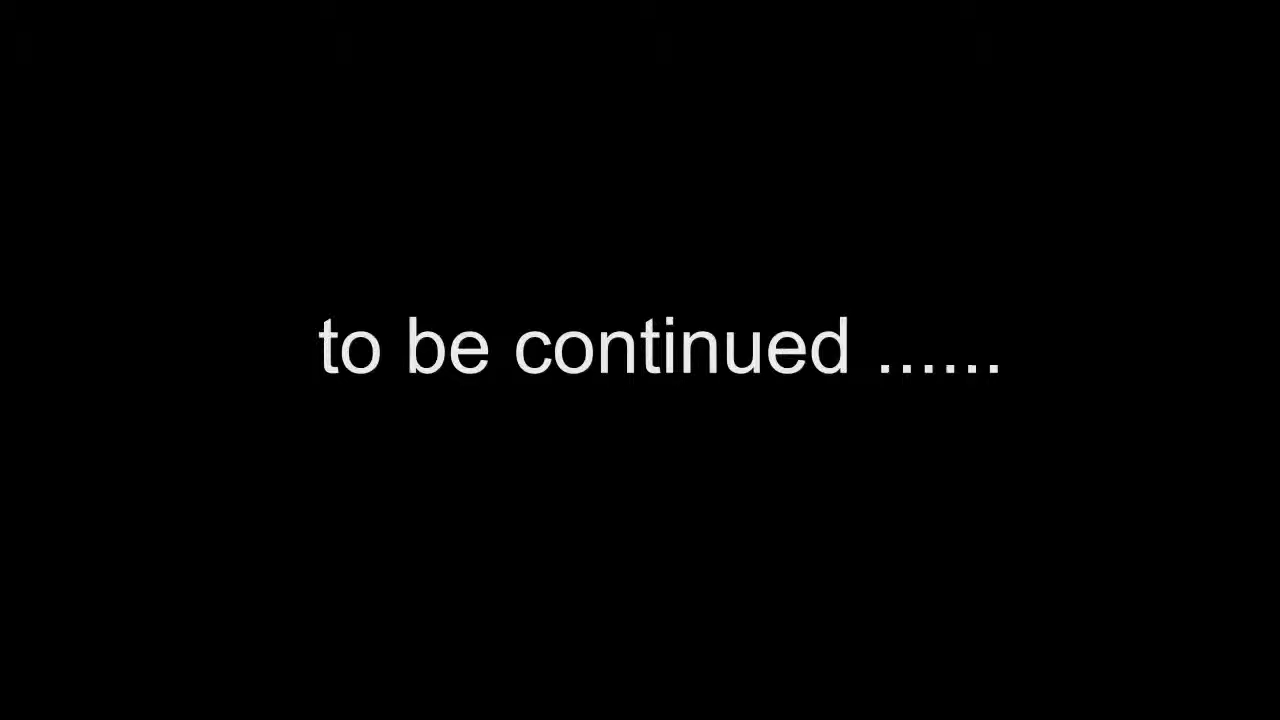 to be continued ......